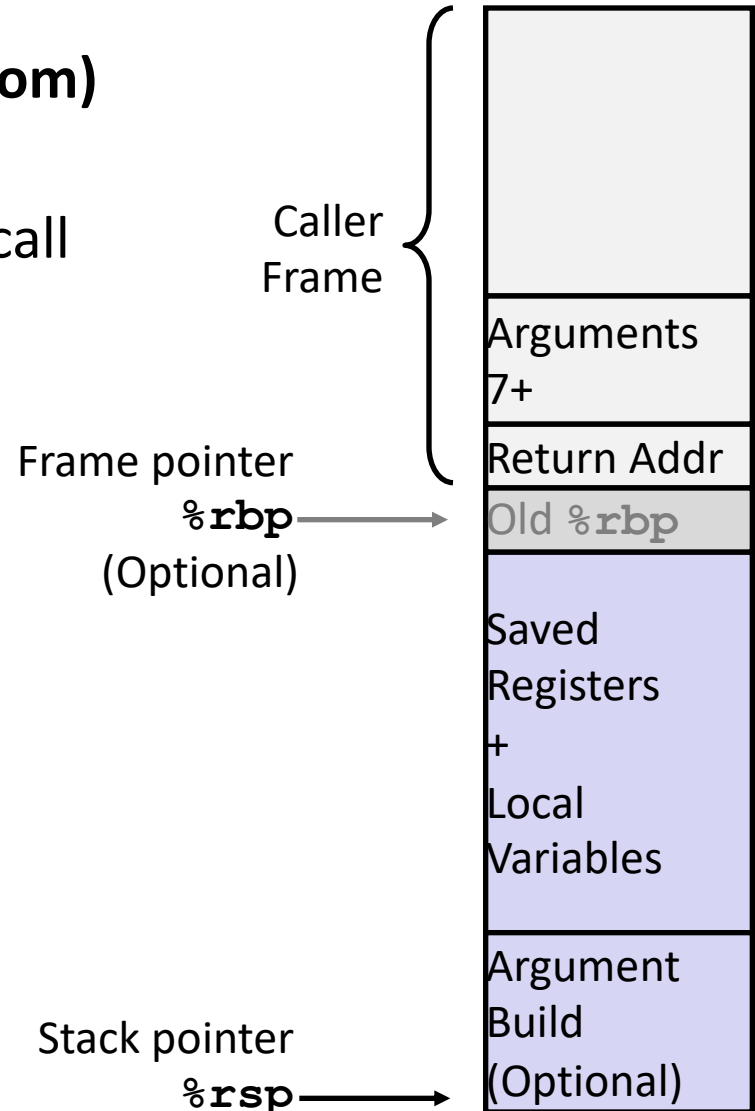 om)
call
Caller
Frame
Arguments
7+
Return Addr
Frame pointer
%rbp
(Optional)
Old %rbp
Saved
Registers
+
Local
Variables
Argument
Build
(Optional)
Stack pointer
%rsp